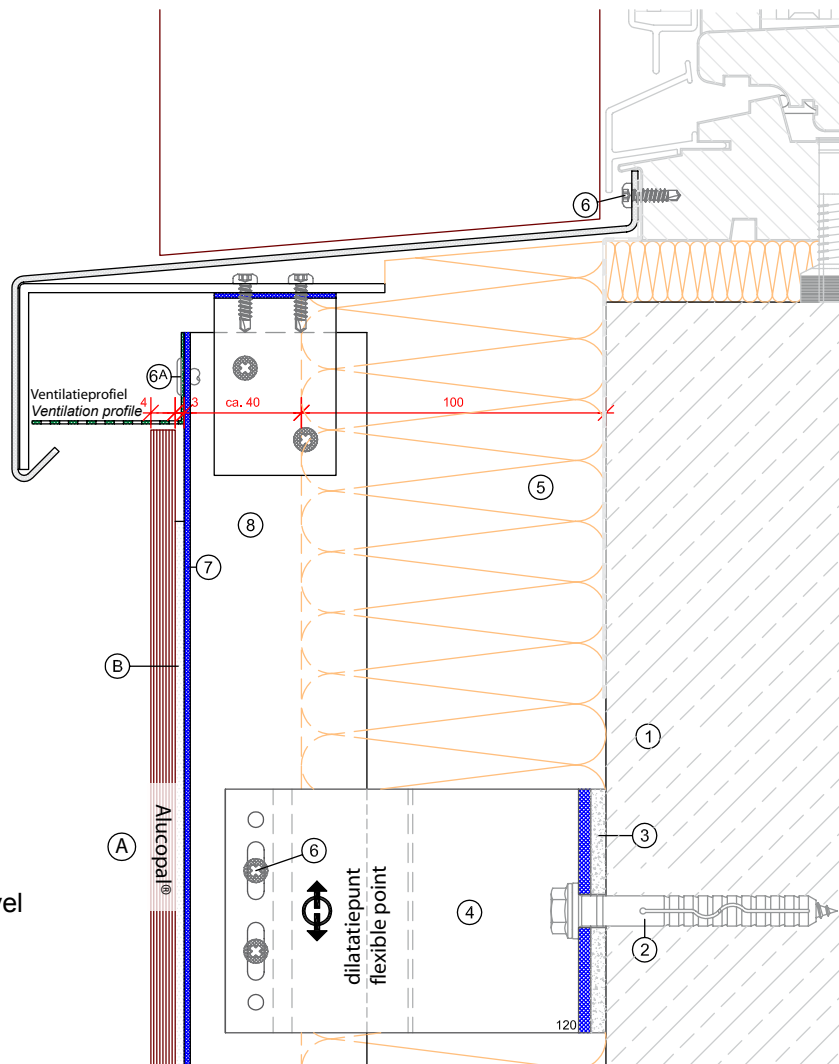 6
6A
Ventilatieprofiel
Ventilation profile
4
3
ca. 40
100
5
8
7
B
1
A
Alucopal®
3
6
dilatatiepunt
flexible point
4
vel
2
120